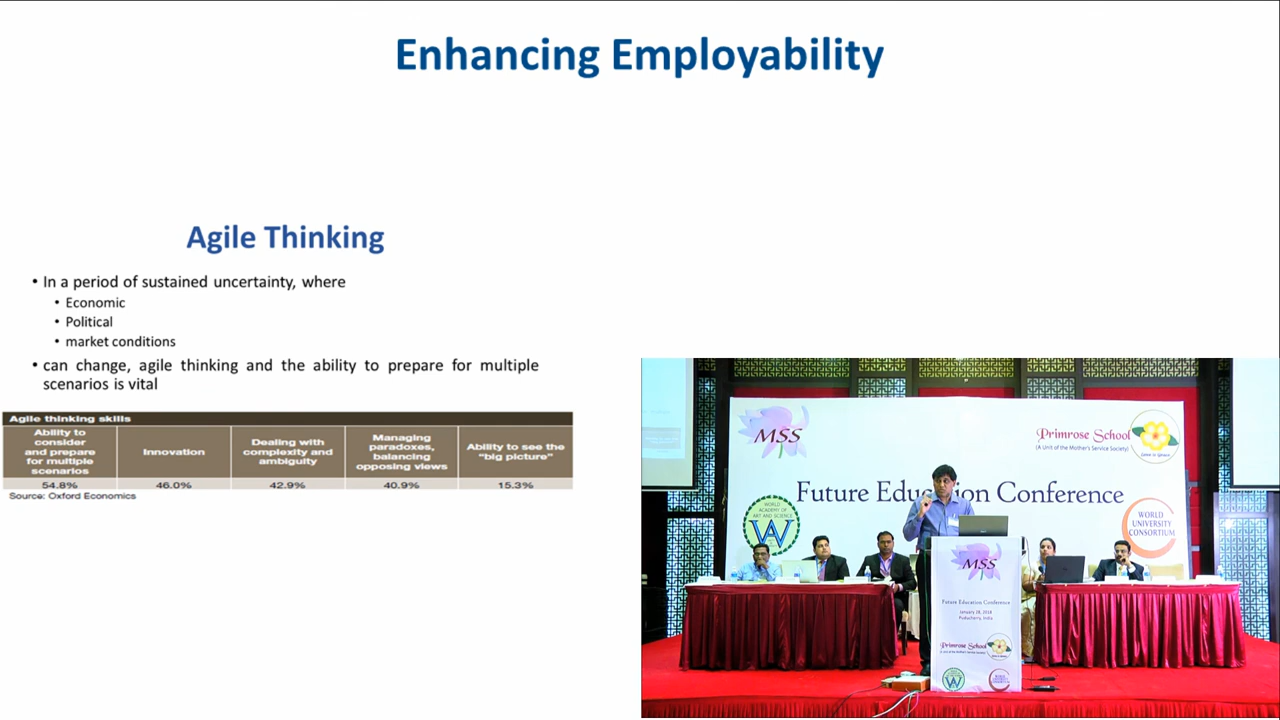 Enhancing Employability
Agile Thinking
• In a period of sustained uncertainty, where
• Economic
• Political
• market conditions
• can change, agile thinking and the ability to prepare for multiple
scenarios is vital
Agile thinking skills
Ability to
consider
and prepare
for multiple
scenarios
Innovation
Dealing with
complexity and
ambiguity
Managing
paradoxes,
balancing
opposing views
Ability to see the
"big picture"
54.8% 46.0% 42.9% 40.9% 15.3%
Source: Oxford Economics
MSS
Primrose School
(A Unit of the Mother's Service Society)
Future Education Conference
WORLD
ACADEMY OF
ART AND SCIENCE
WORLD
UNIVERSITY
CONSORTIUM
MSS
Future Education Conference
January 28, 2018
Puducherry, India
Primrose School